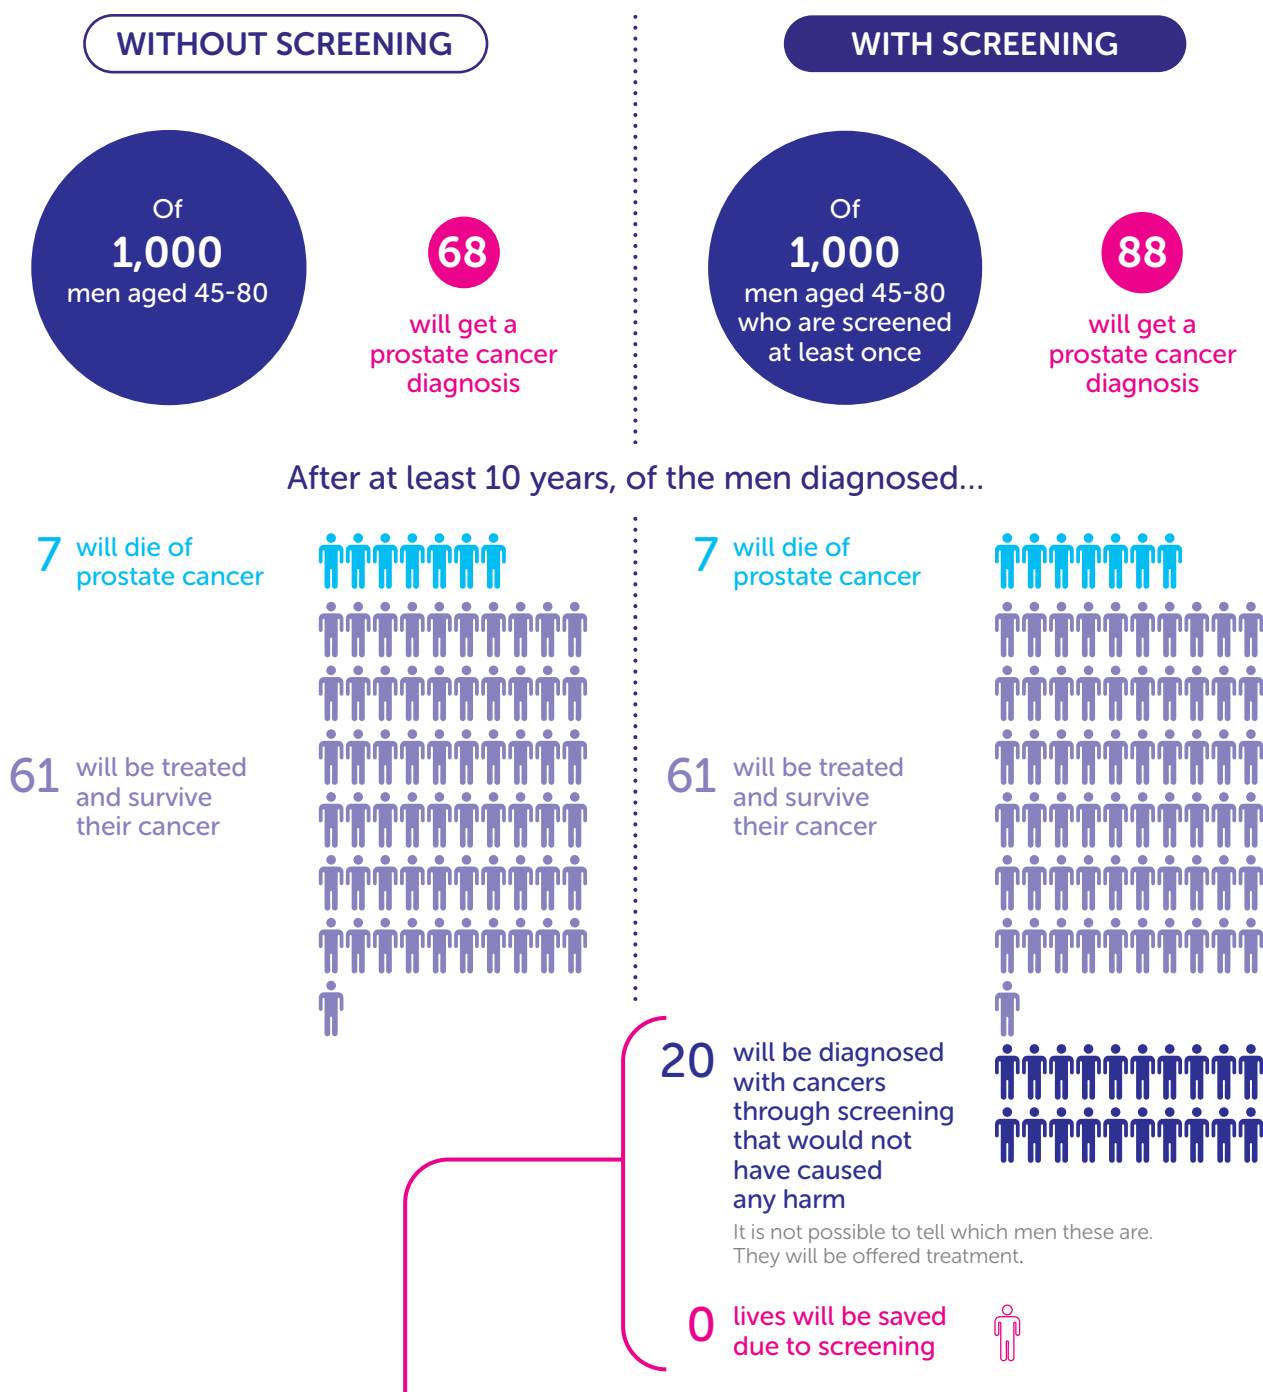 WITHOUT SCREENING
Of
1,000
men aged 45-80
68
will get a
prostate cancer
diagnosis
WITH SCREENING
Of
1,000
men aged 45-80
who are screened
at least once
88
will get a
prostate cancer
diagnosis
After at least 10 years, of the men diagnosed...
7 will die of
prostate cancer
61 will be treated
and survive
their cancer
7 will die of
prostate cancer
61 will be treated
and survive
their cancer
20 will be diagnosed
with cancers
through screening
that would not
have caused
any harm
It is not possible to tell which men these are.
They will be offered treatment.
0 lives will be saved
due to screening